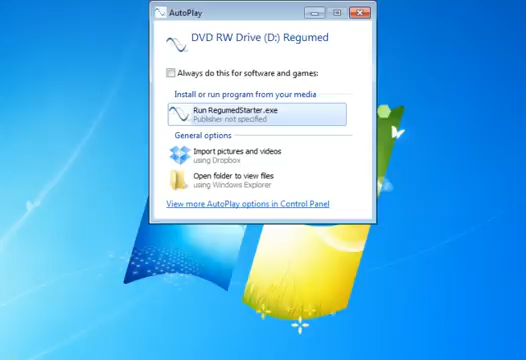 AutoPlay
DVD RW Drive (D:) Regumed
Always do this for software and games:
Install or run program from your media
Run RegumedStarter.exe
Publisher not specified
General options
Import pictures and videos
using Dropbox
Open folder to view files
using Windows Explorer
View more AutoPlay options in Control Panel